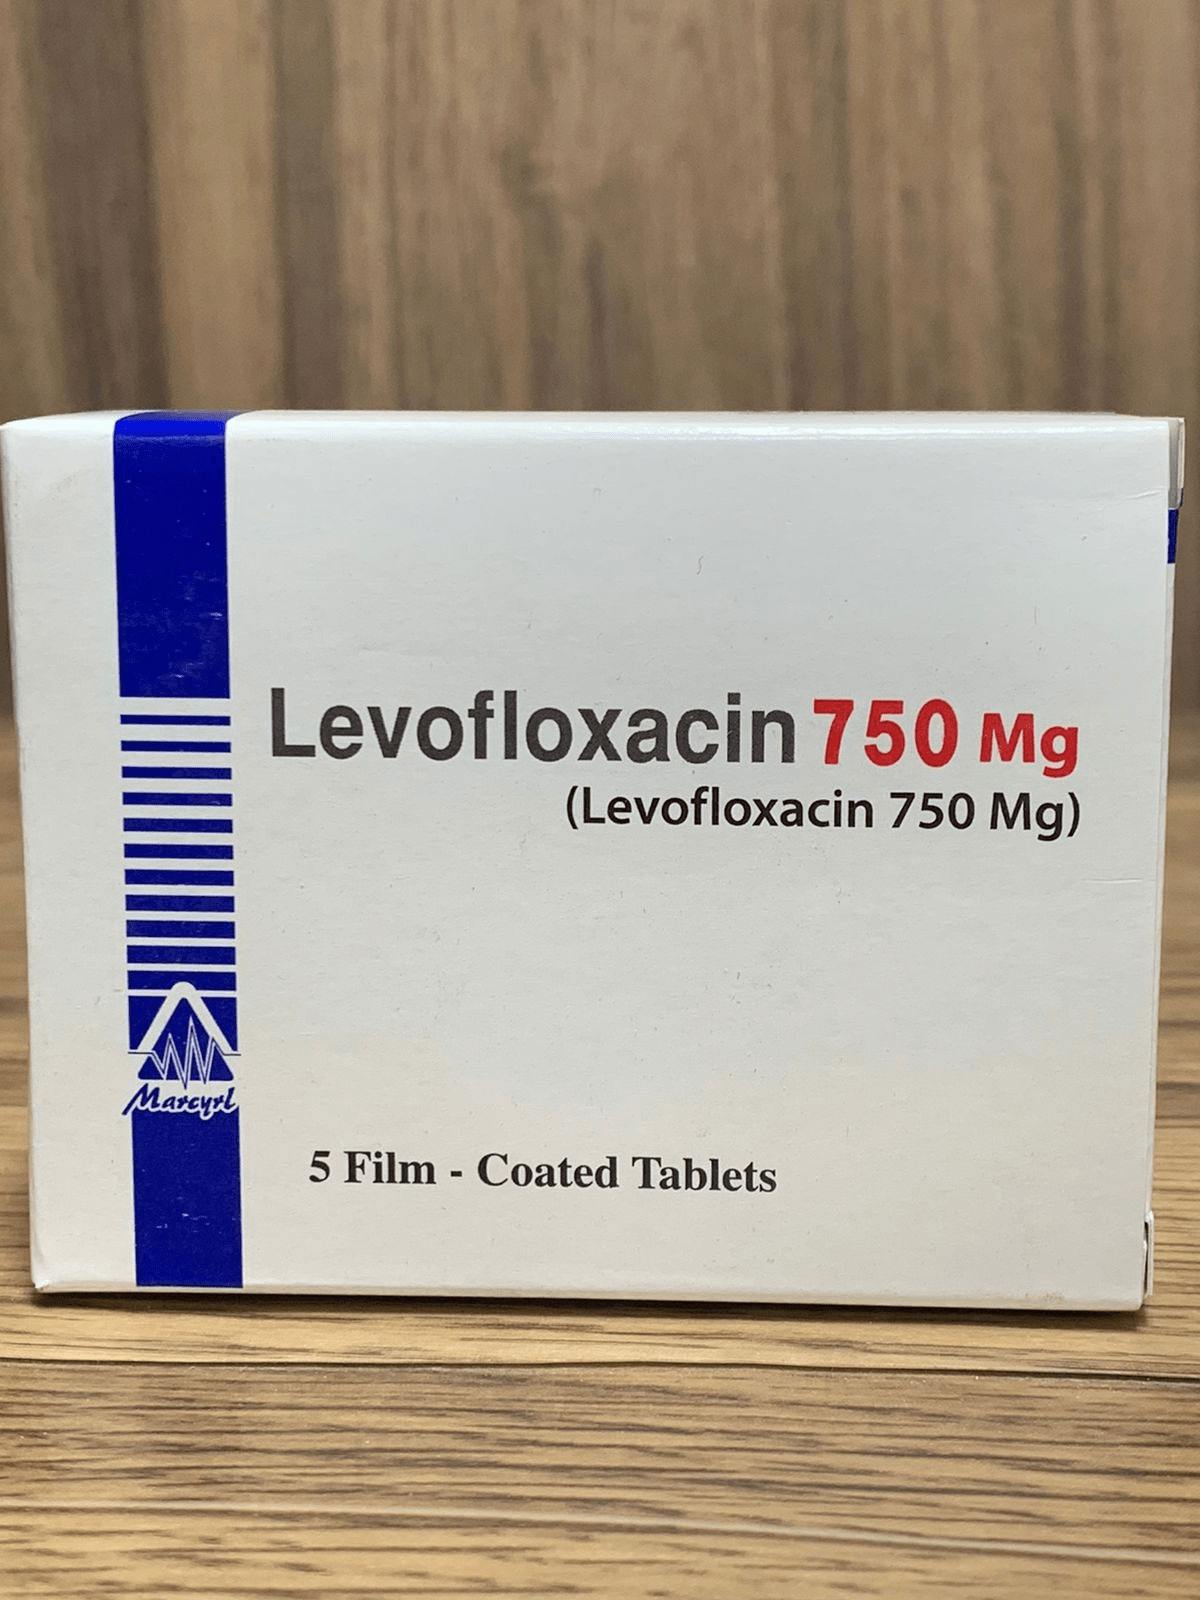 Levofloxacin 750 Mg
(Levofloxacin 750 Mg)
Marcyrl
5 Film - Coated Tablets